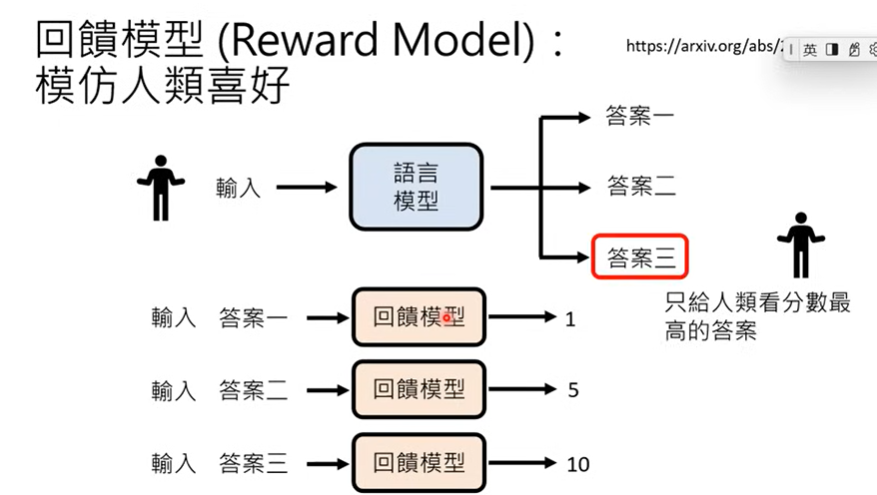 回饋模型 (Reward Model)：
模仿人類喜好
https://arxiv.org/abs/2
英
答案一
輸入
語言
模型
答案二
答案三
只給人類看分數最
高的答案
輸入 答案一 回饋模型 1
輸入 答案二 回饋模型 5
輸入 答案三 回饋模型 10